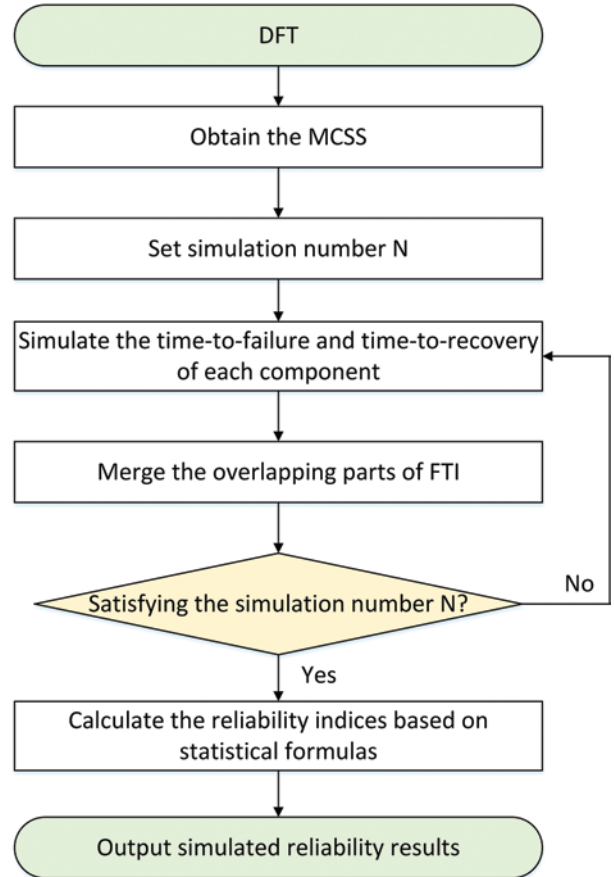 DFT
Obtain the MCSS
Set simulation number N
Simulate the time-to-failure and time-to-recovery
of each component
Merge the overlapping parts of FTI
Satisfying the simulation number N?
No
Yes
Calculate the reliability indices based on
statistical formulas
Output simulated reliability results